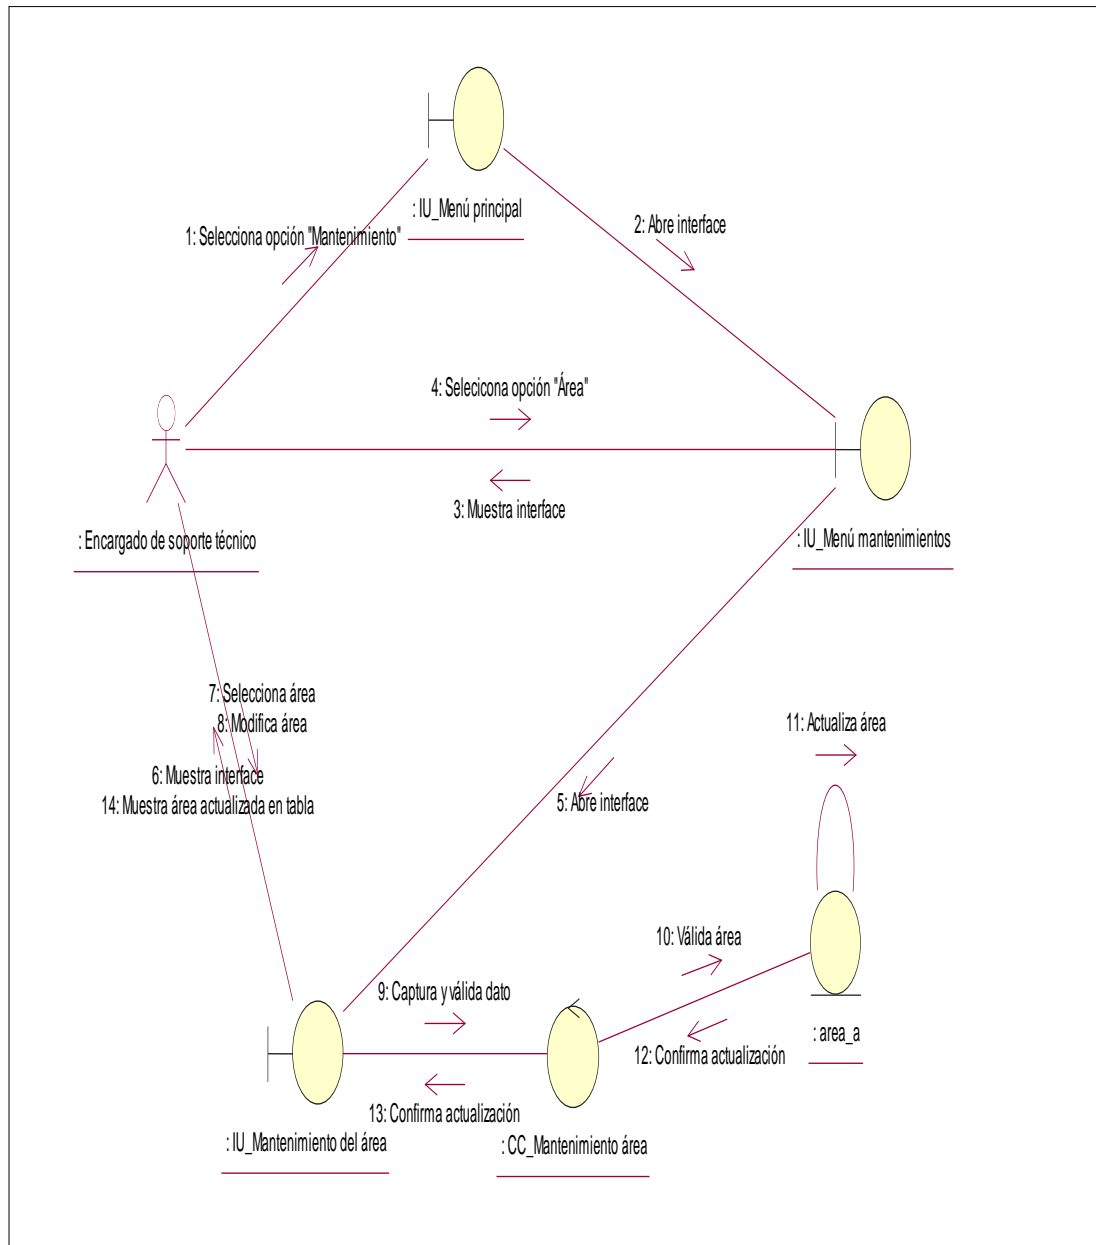 : IU_Menú principal
1: Selecciona opción "Mantenimiento"
2: Abre interface
4: Selecicona opción "Área"
3: Muestra interface
: Encargado de soporte técnico
: IU_Menú mantenimientos
7: Selecciona área
8: Modifica área
6: Muestra interface
14: Muestra área actualizada en tabla
5: Abre interface
11: Actualiza área
10: Válida área
9: Captura y válida dato
: area_a
12: Confirma actualización
13: Confirma actualización
: IU_Mantenimiento del área
: CC_Mantenimiento área